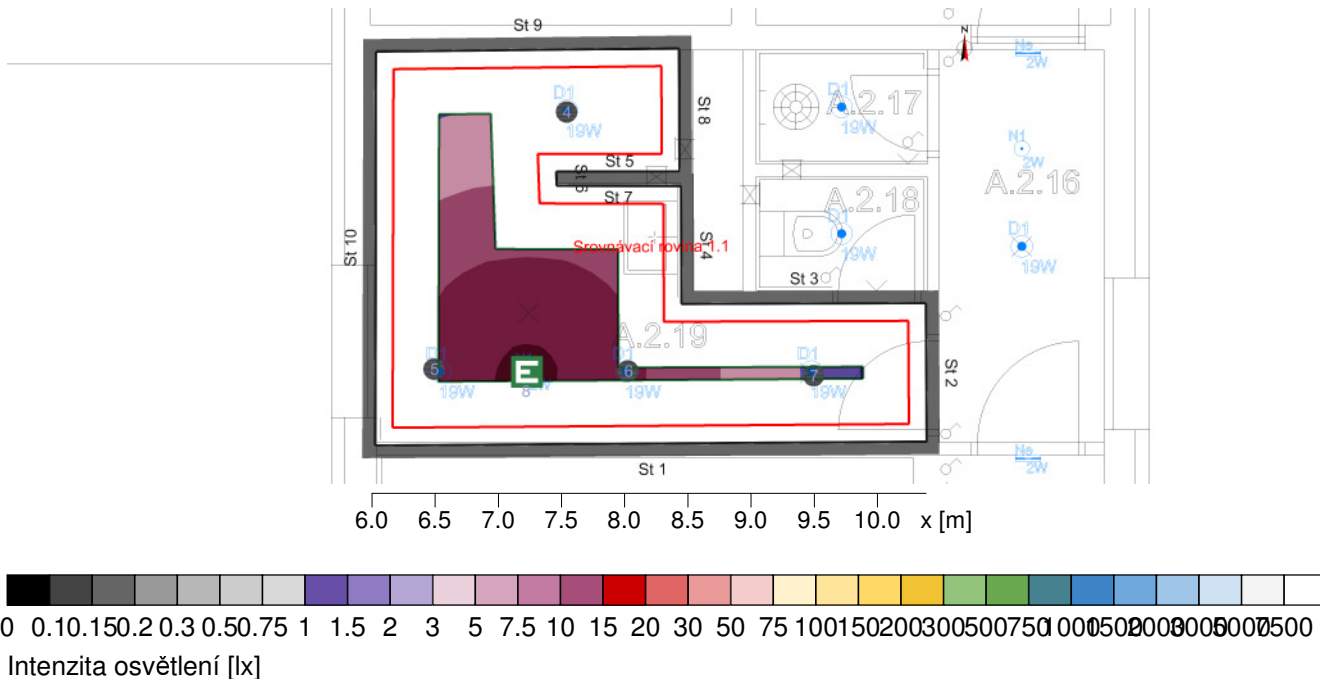 St 9
Ne
2W
D1
4
19W
St 8
D1
A.2.17
19W
N1
2W
St 5
St 6
St 7
A.2.16
A.2.18
D1
19W
D1
19W
St 10
Srovnávací rovina 1.1
St 4
St 3
A.2.19
D1
5
19W
E
8
D1
6
19W
D1
7
19W
St 2
St 1
Ne
2W
6.0 6.5 7.0 7.5 8.0 8.5 9.0 9.5 10.0 x [m]
0 0.1 0.15 0.2 0.3 0.5 0.75 1 1.5 2 3 5 7.5 10 15 20 30 50 75 100 150 200 300 500 750 1000 1500 2000 3000 5000 7500
Intenzita osvětlení [lx]